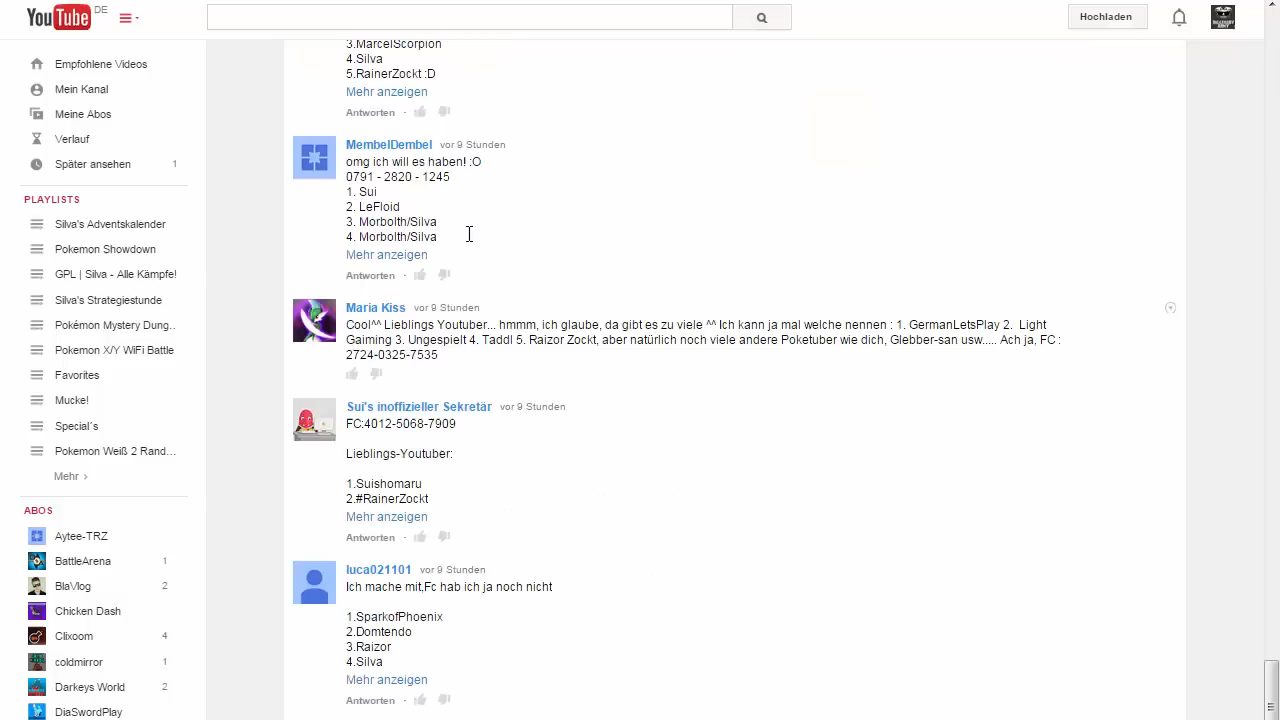 YouTube DE
Hochladen
Empfohlene Videos
Mein Kanal
Meine Abos
Verlauf
Später ansehen 1
PLAYLISTS
Silva's Adventskalender
Pokemon Showdown
GPL | Silva - Alle Kämpfe!
Silva's Strategiestunde
Pokémon Mystery Dung..
Pokemon X/Y WiFi Battle
Favorites
Mucke!
Special´s
Pokemon Weiß 2 Rand...
Mehr ›
ABOS
Aytee-TRZ
BattleArena 1
BlaVlog 2
Chicken Dash
Clixoom 4
coldmirror 1
Darkeys World 2
DiaSwordPlay
3.MarcelScorpion
4.Silva
5.RainerZockt :D
Mehr anzeigen
Antworten ·
MembelDembel vor 9 Stunden
omg ich will es haben! :O
0791 - 2820 - 1245
1. Sui
2. LeFloid
3. Morbolth/Silva
4. Morbolth/Silva
Mehr anzeigen
Antworten ·
Maria Kiss vor 9 Stunden
Cool^^ Lieblings Youtuber... hmmm, ich glaube, da gibt es zu viele ^^ Ich kann ja mal welche nennen : 1. GermanLetsPlay 2. Light
Gaiming 3. Ungespielt 4. Taddl 5. Raizor Zockt, aber natürlich noch viele andere Poketuber wie dich, Glebber-san usw..... Ach ja, FC :
2724-0325-7535
Sui's inoffizieller Sekretär vor 9 Stunden
FC:4012-5068-7909
Lieblings-Youtuber:
1.Suishomaru
2.#RainerZockt
Mehr anzeigen
Antworten ·
luca021101 vor 9 Stunden
Ich mache mit,Fc hab ich ja noch nicht
1.SparkofPhoenix
2.Domtendo
3.Raizor
4.Silva
Mehr anzeigen
Antworten ·